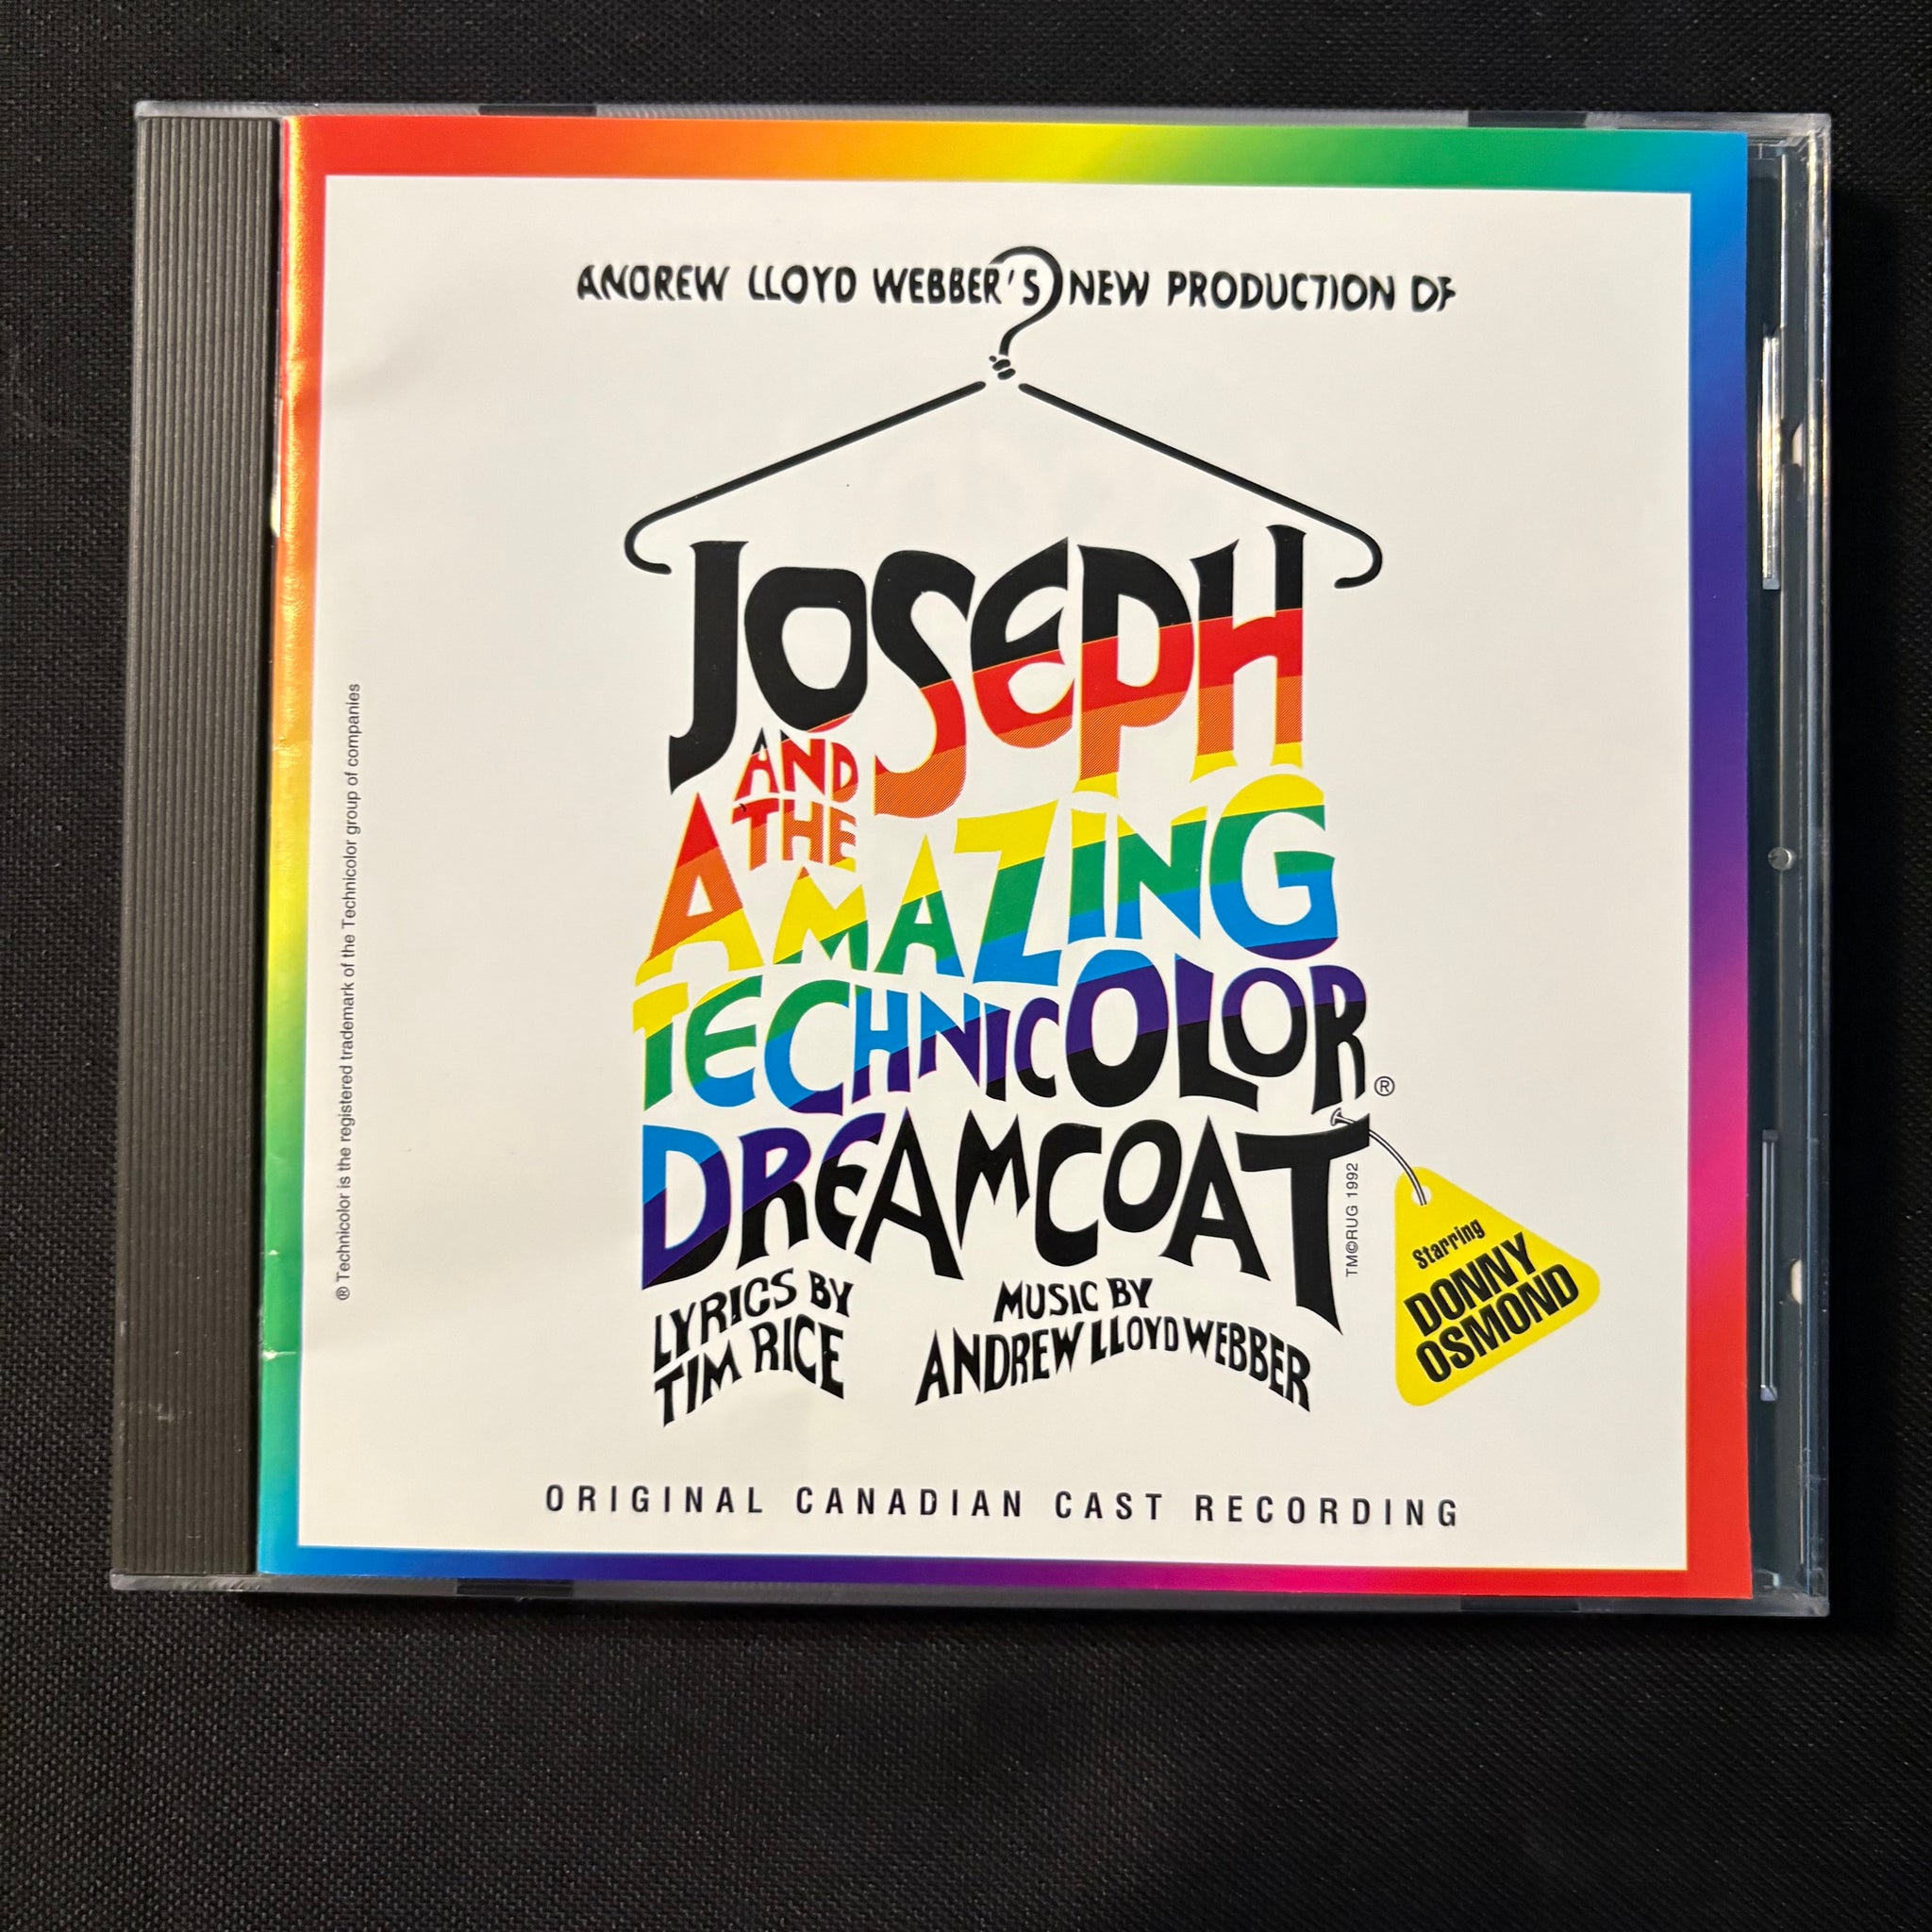 ANDREW LLOYD WEBBER'S NEW PRODUCTION OF
JOSEPH
AND
THE
AMAZING
TECHNICOLOR
®
DREAMCOAT
TM©RUG 1992
Starring
DONNY
OSMOND
LYRICS BY
TIM RICE
MUSIC BY
ANDREW LLOYD WEBBER
ORIGINAL CANADIAN CAST RECORDING
® Technicolor is the registered trademark of the Technicolor group of companies